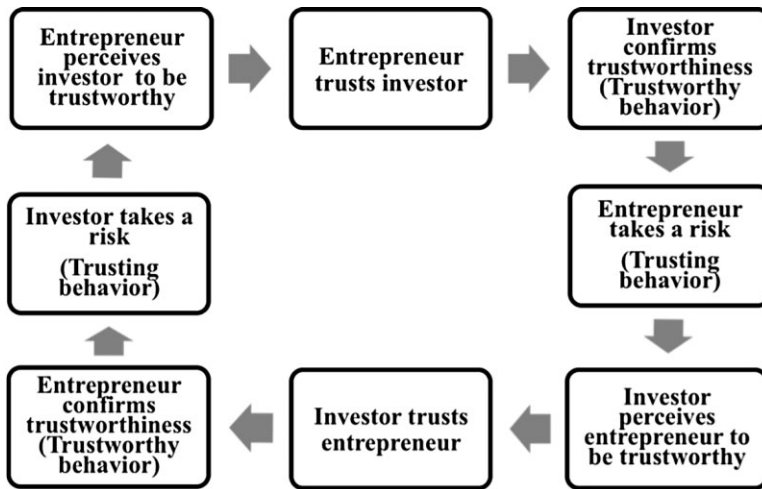 Entrepreneur
perceives
investor to be
trustworthy
Entrepreneur
trusts investor
Investor
confirms
trustworthiness
(Trustworthy
behavior)
Investor takes a
risk
(Trusting
behavior)
Entrepreneur
takes a risk
(Trusting
behavior)
Entrepreneur
confirms
trustworthiness
(Trustworthy
behavior)
Investor trusts
entrepreneur
Investor
perceives
entrepreneur to
be trustworthy